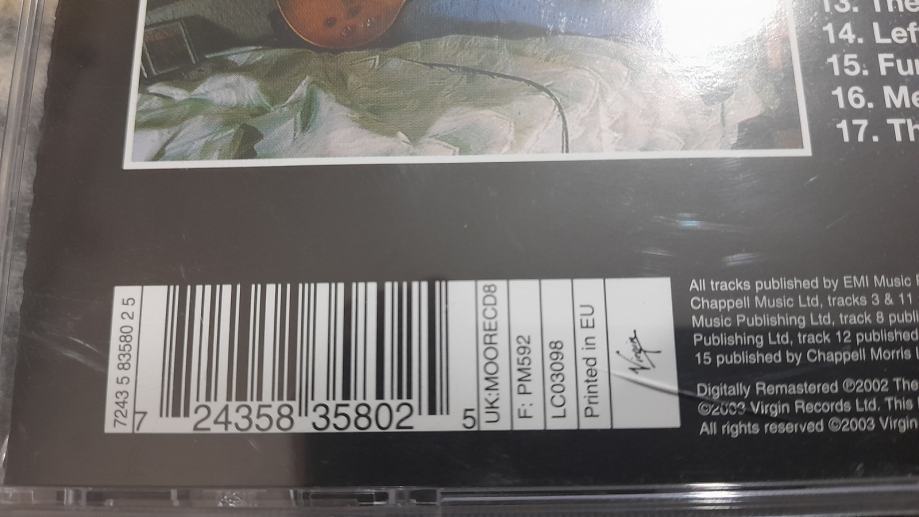 13. The
14. Lef
15. Fu
16. Me
17. Th
7243 5 83580 2 5
7 24358 35802 5
UK:MOORECD8
F: PM592
LC03098
Printed in EU
Virgin
All tracks published by EMI Music
Chappell Music Ltd, tracks 3 & 11
Music Publishing Ltd, track 8 publi
Publishing Ltd, track 12 published
15 published by Chappell Morris
Digitally Remastered ℗2002 The
©2003 Virgin Records Ltd. This
All rights reserved ©2003 Virgin